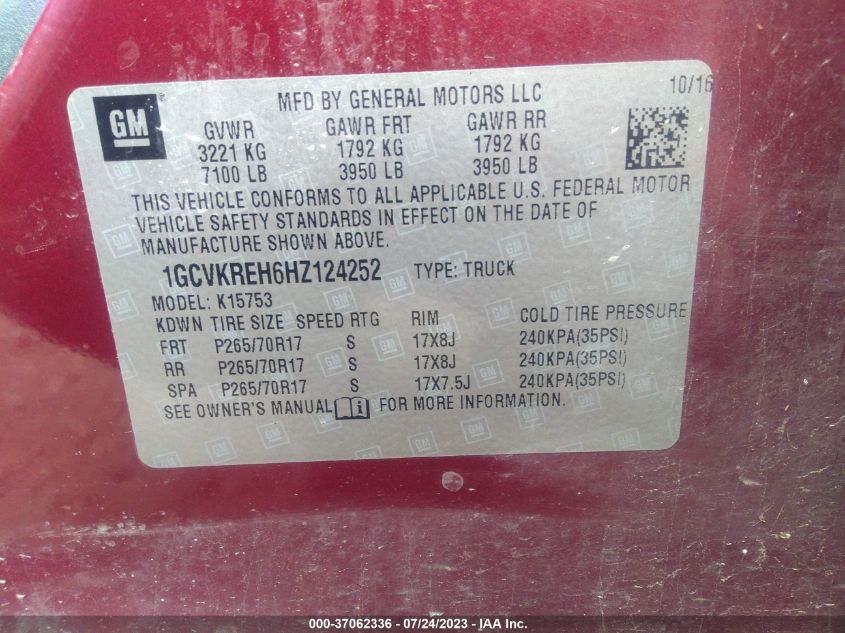 GM
MFD BY GENERAL MOTORS LLC
10/16
GVWR GAWR FRT GAWR RR
3221 KG 1792 KG 1792 KG
7100 LB 3950 LB 3950 LB
THIS VEHICLE CONFORMS TO ALL APPLICABLE U.S. FEDERAL MOTOR
VEHICLE SAFETY STANDARDS IN EFFECT ON THE DATE OF
MANUFACTURE SHOWN ABOVE.
1GCVKREH6HZ124252 TYPE: TRUCK
MODEL: K15753
KDWN TIRE SIZE SPEED RTG RIM COLD TIRE PRESSURE
FRT P265/70R17 S 17X8J 240KPA(35PSI)
RR P265/70R17 S 17X8J 240KPA(35PSI)
SPA P265/70R17 S 17X7.5J 240KPA(35PSI)
SEE OWNER'S MANUAL FOR MORE INFORMATION.
000-37062336 - 07/24/2023 - IAA Inc.